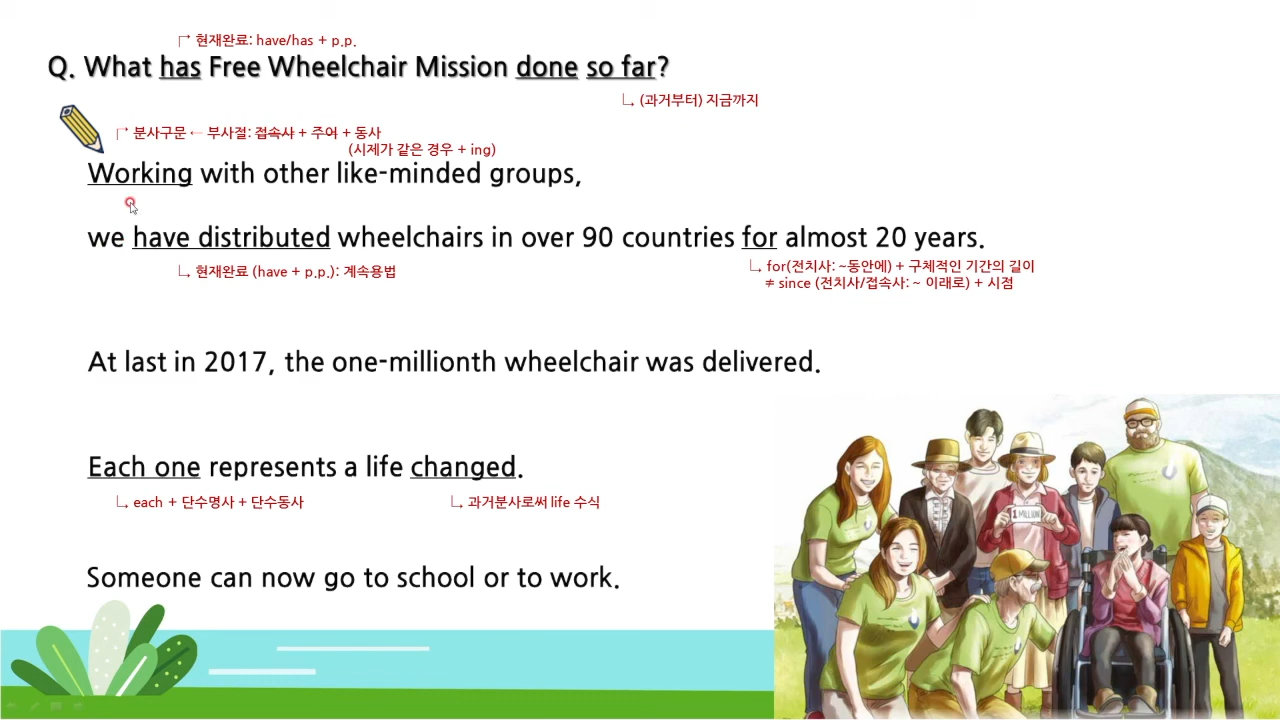 ┌ 현재완료: have/has + p.p.
Q. What has Free Wheelchair Mission done so far?
└ (과거부터) 지금까지
┌ 분사구문 ← 부사절: 접속사 + 주어 + 동사
(시제가 같은 경우 + ing)
Working with other like-minded groups,
we have distributed wheelchairs in over 90 countries for almost 20 years.
└ 현재완료 (have + p.p.): 계속용법
└ for(전치사: ~동안에) + 구체적인 기간의 길이
≠ since (전치사/접속사: ~ 이래로) + 시점
At last in 2017, the one-millionth wheelchair was delivered.
1 MILLION
Each one represents a life changed.
└ each + 단수명사 + 단수동사
└ 과거분사로써 life 수식
Someone can now go to school or to work.